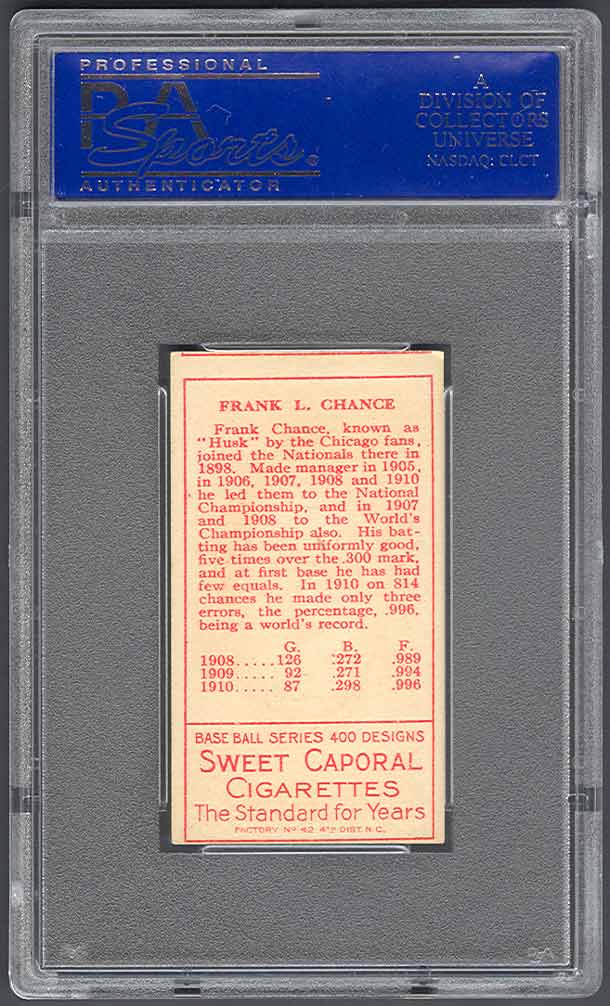 PROFESSIONAL
PSA
Sports®
AUTHENTICATOR
A
DIVISION OF
COLLECTORS
UNIVERSE
NASDAQ: CLCT
FRANK L. CHANCE
Frank Chance, known as
"Husk" by the Chicago fans,
joined the Nationals there in
1898. Made manager in 1905,
in 1906, 1907, 1908 and 1910
he led them to the National
Championship, and in 1907
and 1908 to the World's
Championship also. His bat-
ting has been uniformly good,
five times over the .300 mark,
and at first base he has had
few equals. In 1910 on 814
chances he made only three
errors, the percentage, .996,
being a world's record.
G. B. F.
1908.....126 .272 .989
1909.....92 .271 .994
1910.....87 .298 .996
BASE BALL SERIES 400 DESIGNS
SWEET CAPORAL
CIGARETTES
The Standard for Years
FACTORY Nº 42 4TH DIST. N.C.